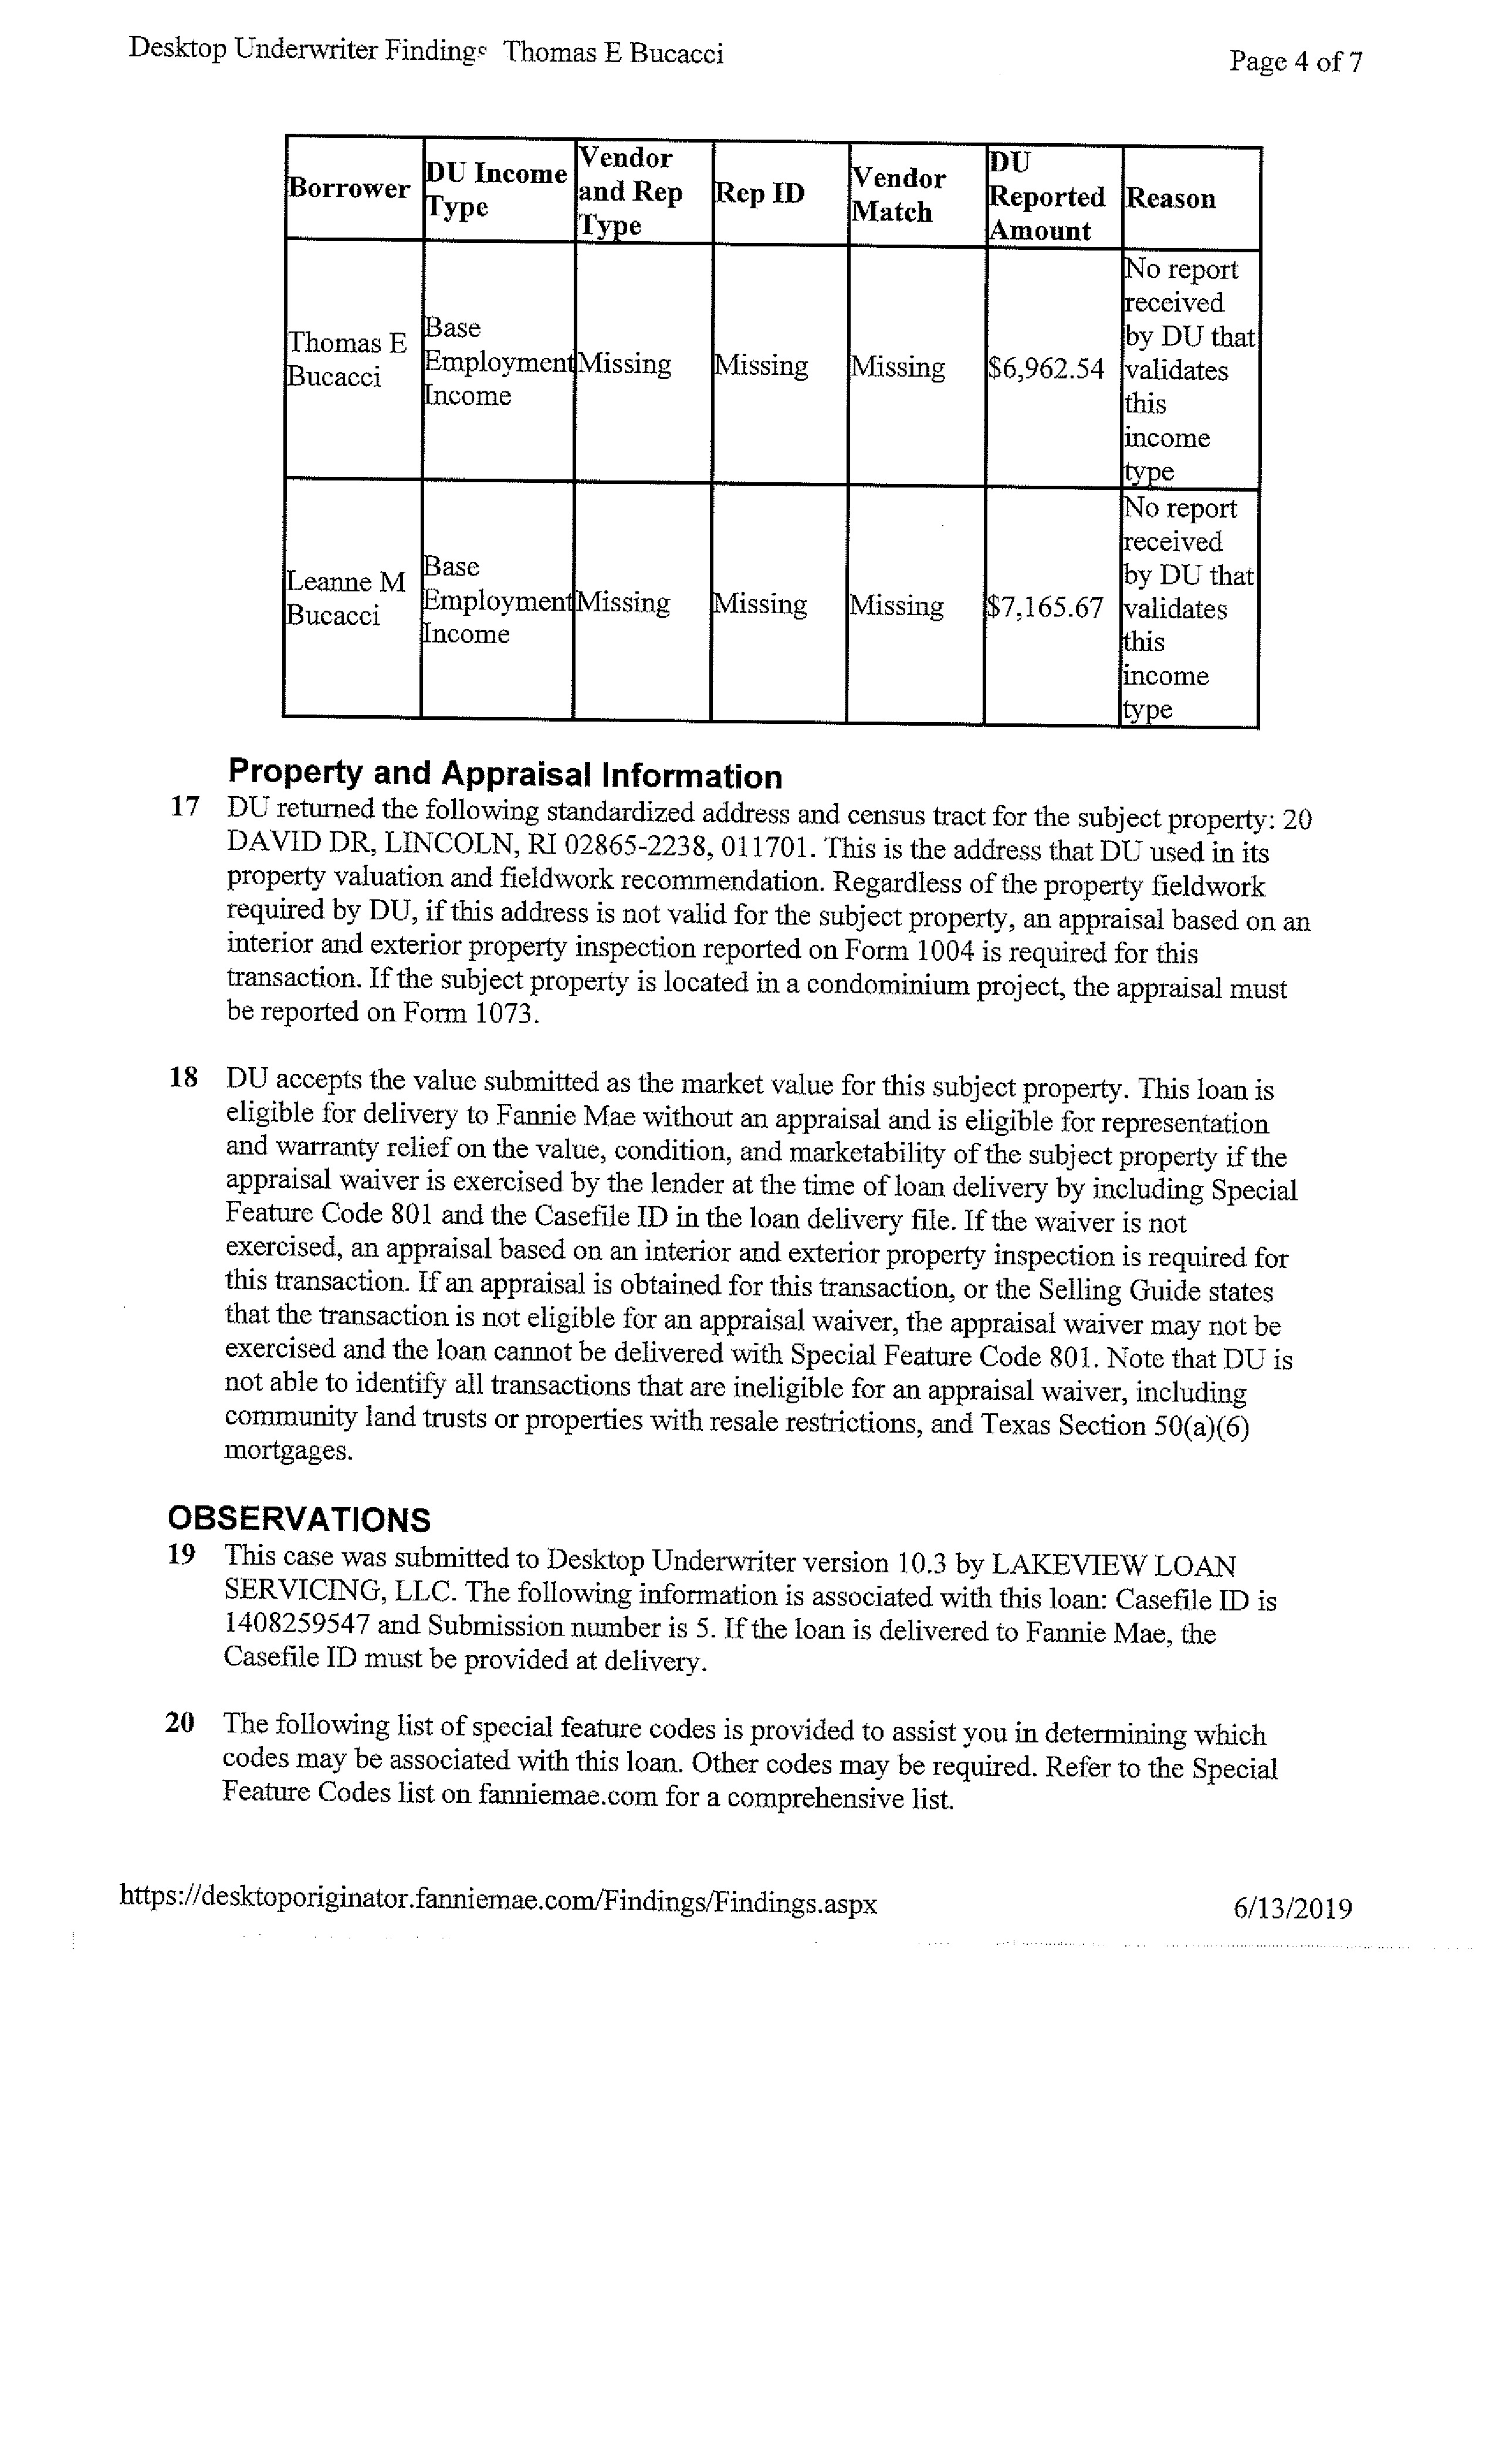 Desktop Underwriter Findings Thomas E Bucacci
Page 4 of 7
Borrower
DU Income
Type
Vendor
and Rep
Type
Rep ID
Vendor
Match
DU
Reported
Amount
Reason
Thomas E
Bucacci
Base
Employment
Income
Missing
Missing
Missing
$6,962.54
No report
received
by DU that
validates
this
income
type
Leanne M
Bucacci
Base
Employment
Income
Missing
Missing
Missing
$7,165.67
No report
received
by DU that
validates
this
income
type
Property and Appraisal Information
17 DU returned the following standardized address and census tract for the subject property: 20
DAVID DR, LINCOLN, RI 02865-2238, 011701. This is the address that DU used in its
property valuation and fieldwork recommendation. Regardless of the property fieldwork
required by DU, if this address is not valid for the subject property, an appraisal based on an
interior and exterior property inspection reported on Form 1004 is required for this
transaction. If the subject property is located in a condominium project, the appraisal must
be reported on Form 1073.
18 DU accepts the value submitted as the market value for this subject property. This loan is
eligible for delivery to Fannie Mae without an appraisal and is eligible for representation
and warranty relief on the value, condition, and marketability of the subject property if the
appraisal waiver is exercised by the lender at the time of loan delivery by including Special
Feature Code 801 and the Casefile ID in the loan delivery file. If the waiver is not
exercised, an appraisal based on an interior and exterior property inspection is required for
this transaction. If an appraisal is obtained for this transaction, or the Selling Guide states
that the transaction is not eligible for an appraisal waiver, the appraisal waiver may not be
exercised and the loan cannot be delivered with Special Feature Code 801. Note that DU is
not able to identify all transactions that are ineligible for an appraisal waiver, including
community land trusts or properties with resale restrictions, and Texas Section 50(a)(6)
mortgages.
OBSERVATIONS
19 This case was submitted to Desktop Underwriter version 10.3 by LAKEVIEW LOAN
SERVICING, LLC. The following information is associated with this loan: Casefile ID is
1408259547 and Submission number is 5. If the loan is delivered to Fannie Mae, the
Casefile ID must be provided at delivery.
20 The following list of special feature codes is provided to assist you in determining which
codes may be associated with this loan. Other codes may be required. Refer to the Special
Feature Codes list on fanniemae.com for a comprehensive list.
https://desktoporiginator.fanniemae.com/Findings/Findings.aspx
6/13/2019